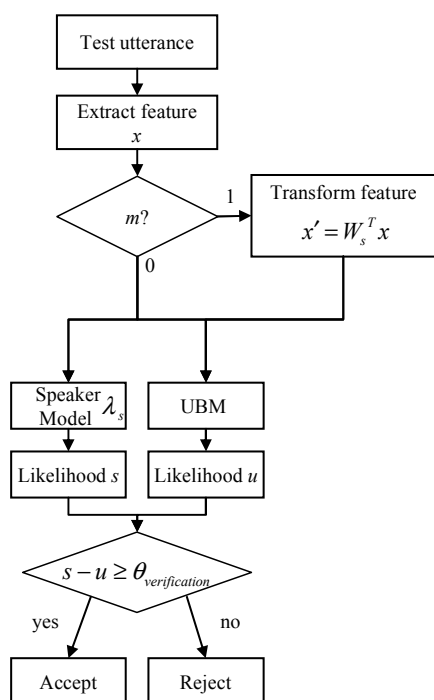 Test utterance
Extract feature
x
m?
1
Transform feature
x′ = W_s^T x
0
Speaker
Model λ_s
UBM
Likelihood s
Likelihood u
s − u ≥ θ_verification
yes
no
Accept
Reject